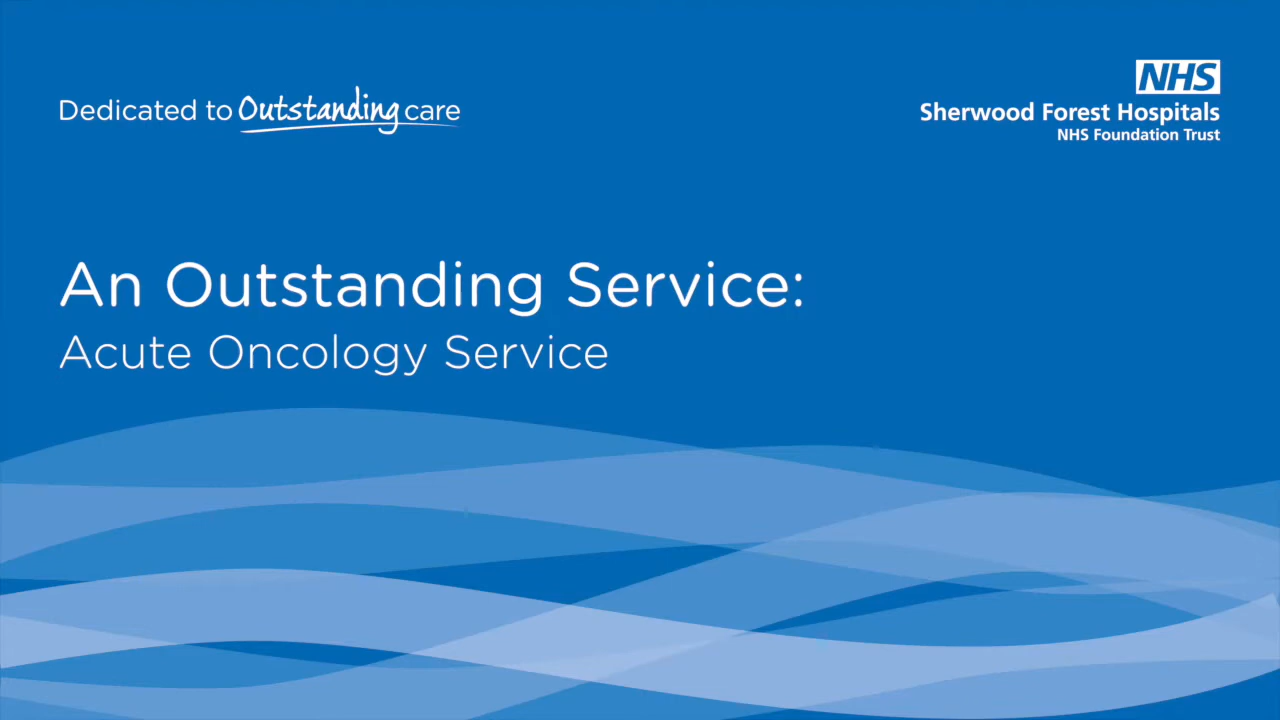 Dedicated to Outstanding care
NHS
Sherwood Forest Hospitals
NHS Foundation Trust
An Outstanding Service:
Acute Oncology Service